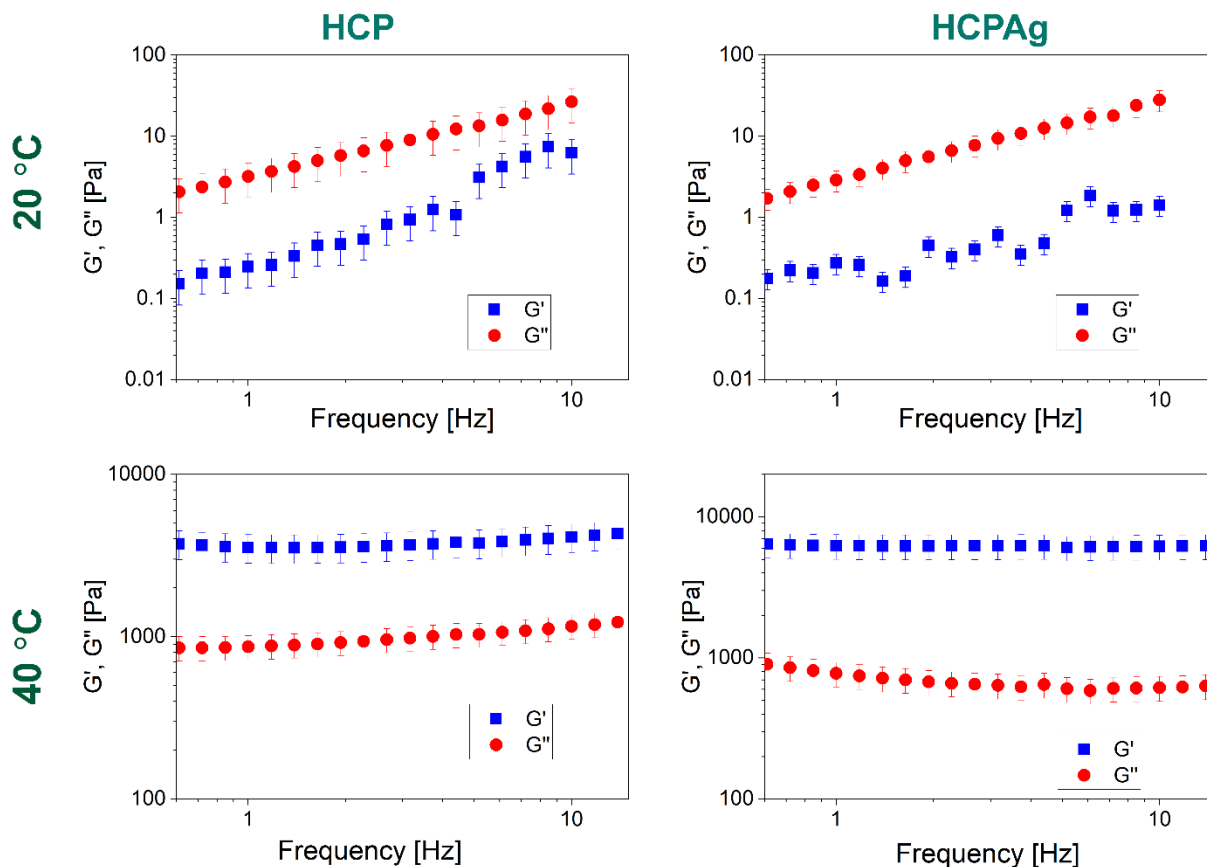 HCP
HCPAg
20 °C
100
10
1
0.1
0.01
G', G" [Pa]
G'
G"
1
10
Frequency [Hz]
100
10
1
0.1
0.01
G', G" [Pa]
G'
G"
1
10
Frequency [Hz]
40 °C
10000
1000
100
G', G" [Pa]
G'
G"
1
10
Frequency [Hz]
10000
1000
100
G', G" [Pa]
G'
G"
1
10
Frequency [Hz]